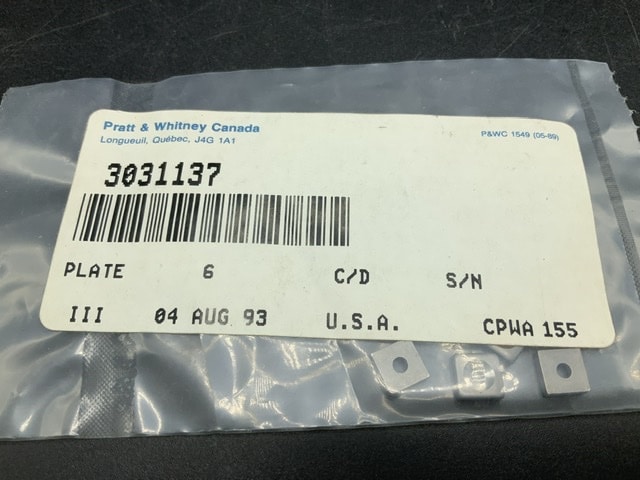 Pratt & Whitney Canada
Longueuil, Québec, J4G 1A1
P&WC 1549 (05-89)
3031137
PLATE 6 C/D S/N
III 04 AUG 93 U.S.A. CPWA 155